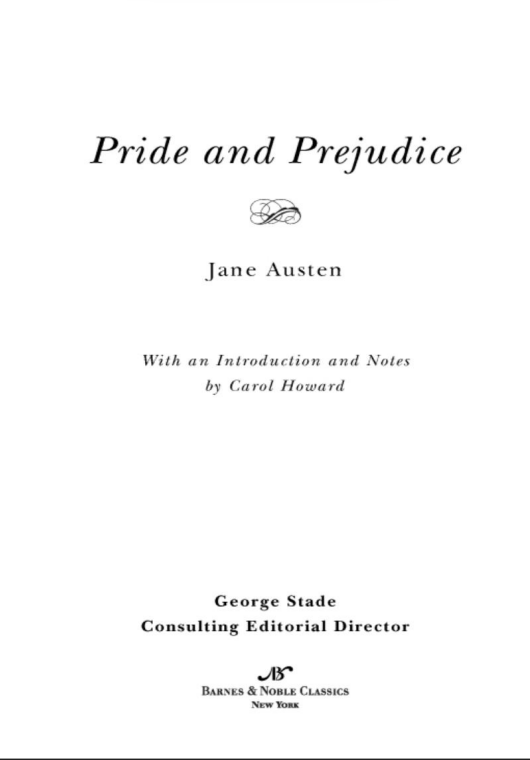 Pride and Prejudice
Jane Austen
With an Introduction and Notes
by Carol Howard
George Stade
Consulting Editorial Director
BARNES & NOBLE CLASSICS
NEW YORK